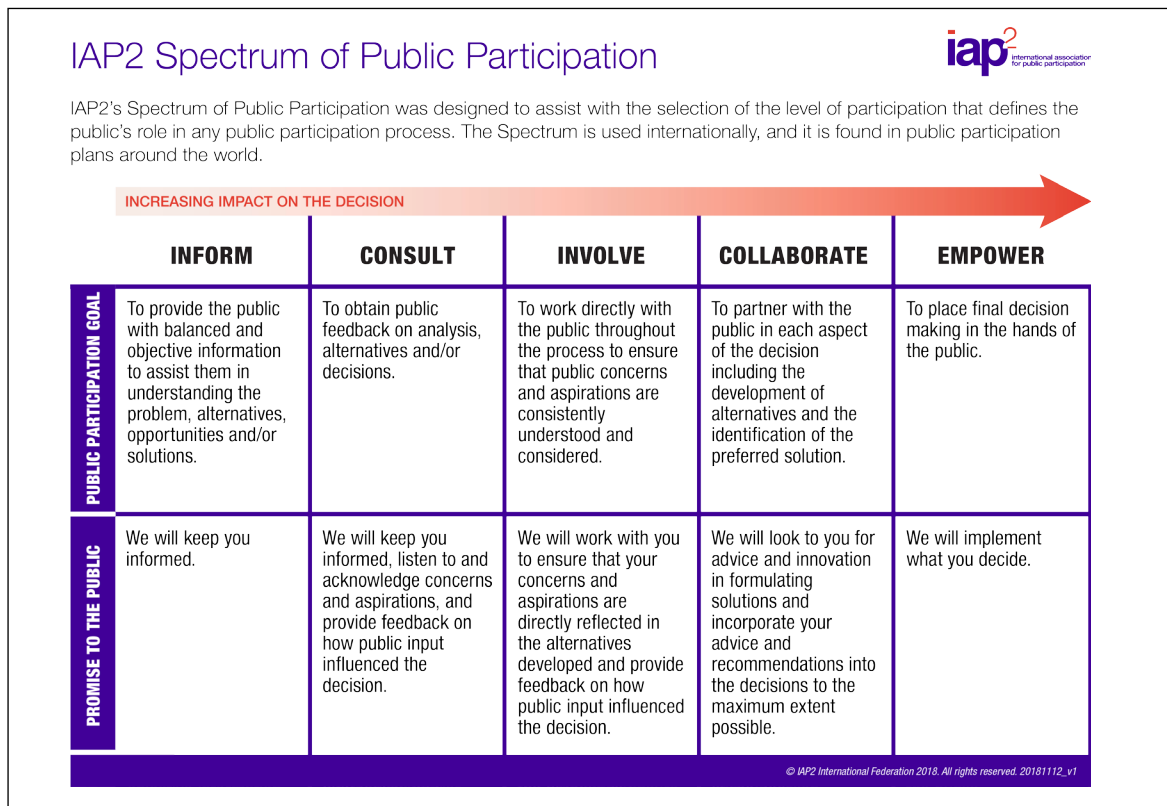 IAP2 Spectrum of Public Participation
iap2
international association
for public participation
IAP2's Spectrum of Public Participation was designed to assist with the selection of the level of participation that defines the
public's role in any public participation process. The Spectrum is used internationally, and it is found in public participation
plans around the world.
INCREASING IMPACT ON THE DECISION
INFORM
CONSULT
INVOLVE
COLLABORATE
EMPOWER
PUBLIC PARTICIPATION GOAL
To provide the public
with balanced and
objective information
to assist them in
understanding the
problem, alternatives,
opportunities and/or
solutions.
To obtain public
feedback on analysis,
alternatives and/or
decisions.
To work directly with
the public throughout
the process to ensure
that public concerns
and aspirations are
consistently
understood and
considered.
To partner with the
public in each aspect
of the decision
including the
development of
alternatives and the
identification of the
preferred solution.
To place final decision
making in the hands of
the public.
PROMISE TO THE PUBLIC
We will keep you
informed.
We will keep you
informed, listen to and
acknowledge concerns
and aspirations, and
provide feedback on
how public input
influenced the
decision.
We will work with you
to ensure that your
concerns and
aspirations are
directly reflected in
the alternatives
developed and provide
feedback on how
public input influenced
the decision.
We will look to you for
advice and innovation
in formulating
solutions and
incorporate your
advice and
recommendations into
the decisions to the
maximum extent
possible.
We will implement
what you decide.
© IAP2 International Federation 2018. All rights reserved. 20181112_v1